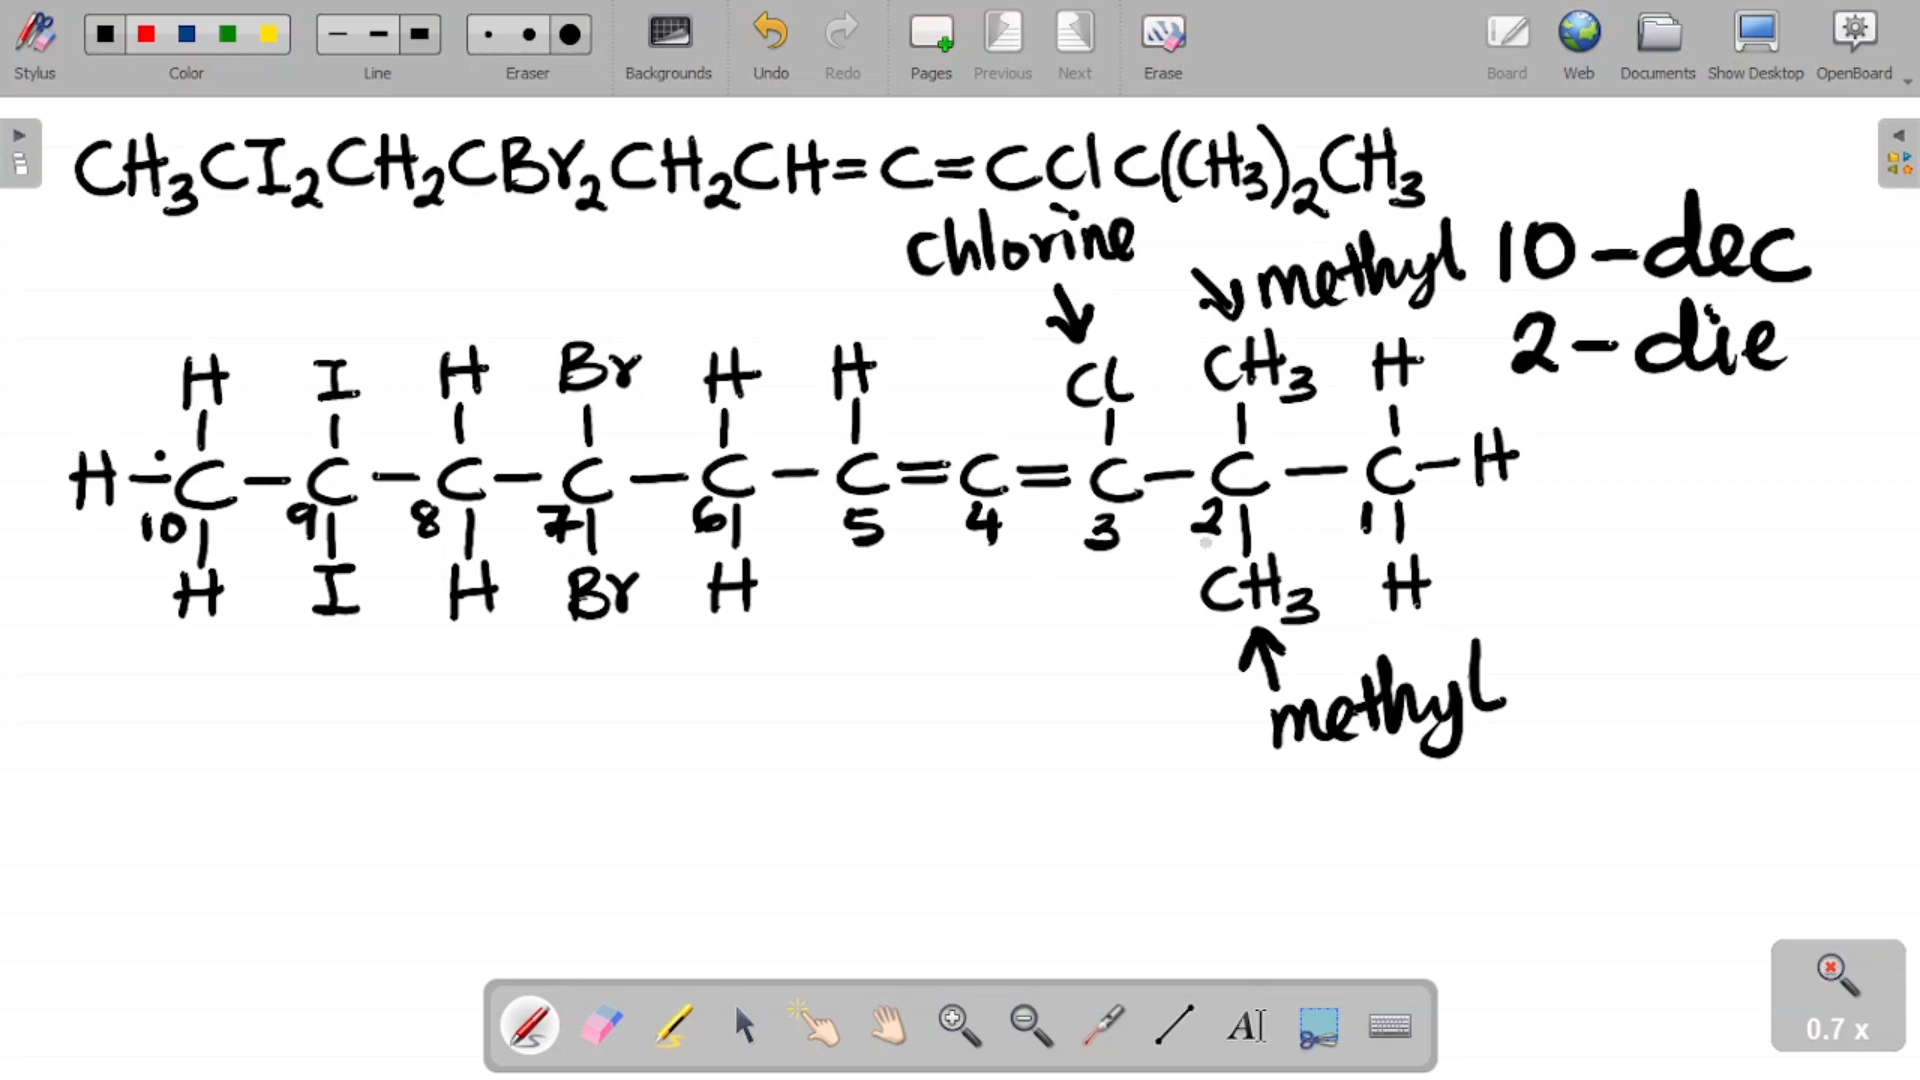 Stylus
Color
Line
Eraser
Backgrounds
Undo
Redo
Pages
Previous
Next
Erase
Board
Web
Documents
Show Desktop
OpenBoard
CH₃CI₂CH₂CBr₂CH₂CH=C=CClC(CH₃)₂CH₃
chlorine
methyl
10-dec
2-die
H I H Br H H Cl CH₃ H
H-C-C-C-C-C-C=C=C-C-C-H
10 9 8 7 6 5 4 3 2 1
H I H Br H CH₃ H
methyl
0.7 x